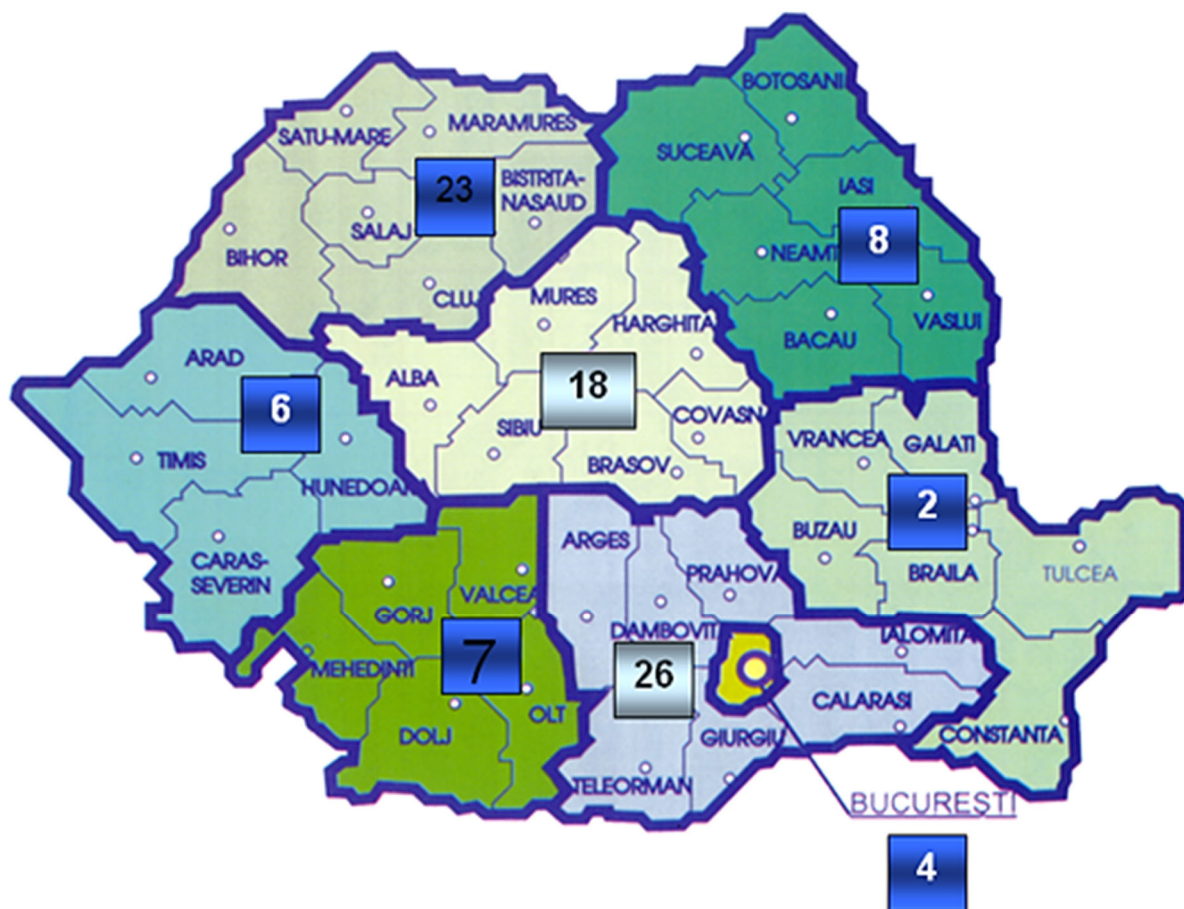 BOTOSANI
SATU-MARE
MARAMURES
SUCEAVA
23
BISTRITA-
NASAUD
IASI
SALAJ
8
BIHOR
NEAMT
CLUJ
MURES
VASLUI
HARGHITA
BACAU
ARAD
ALBA
18
6
COVASN
SIBIU
VRANCEA
GALATI
TIMIS
BRASOV
HUNEDOARA
2
BUZAU
ARGES
CARAS-
SEVERIN
PRAHOVA
BRAILA
TULCEA
VALCEA
GORJ
DAMBOVIT
IALOMITA
7
MEHEDINTI
26
CALARASI
OLT
DOLJ
GIURGIU
CONSTANTA
TELEORMAN
BUCURESTI
4